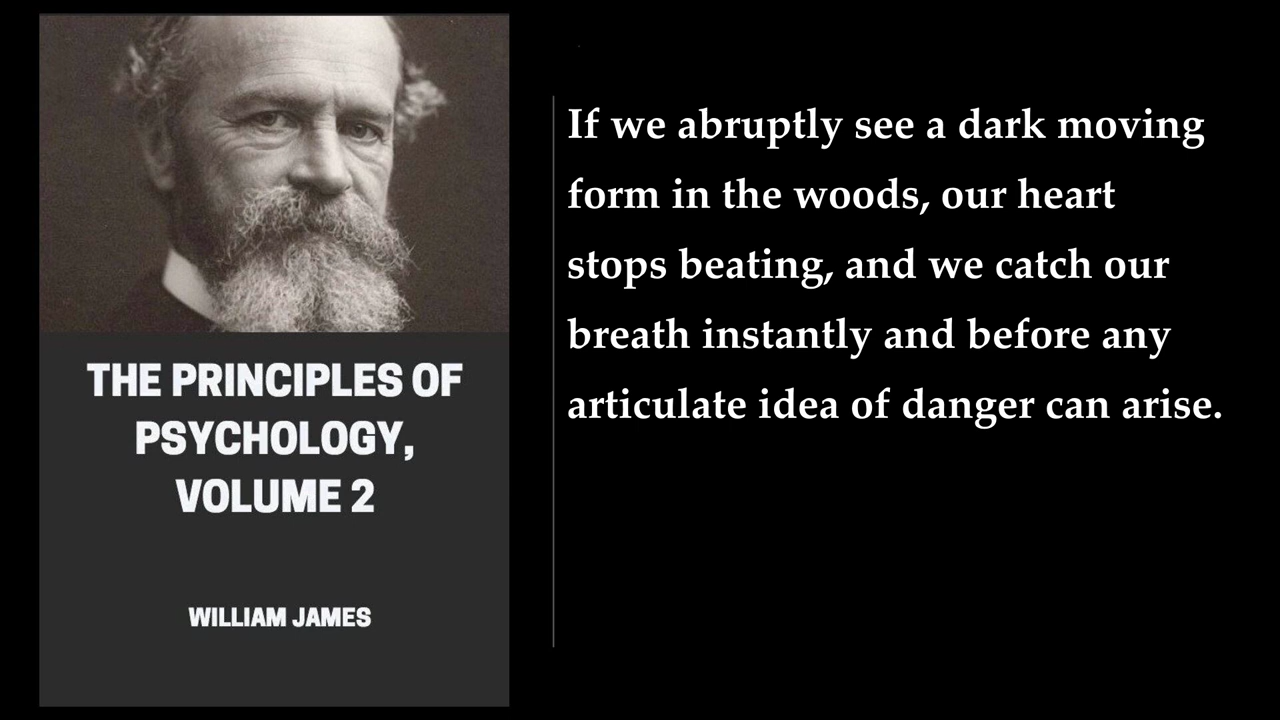 THE PRINCIPLES OF
PSYCHOLOGY,
VOLUME 2
WILLIAM JAMES
If we abruptly see a dark moving
form in the woods, our heart
stops beating, and we catch our
breath instantly and before any
articulate idea of danger can arise.